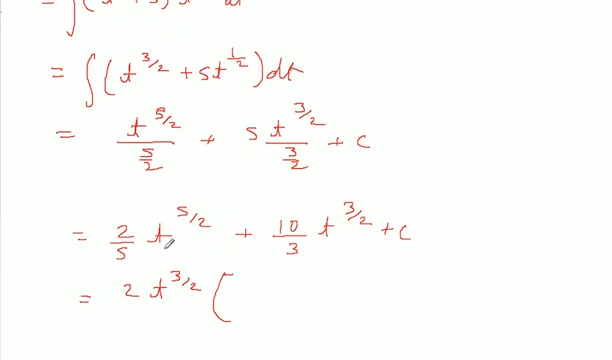 = ∫(t^{3/2} + 5t^{1/2})dt
= t^{5/2}/(5/2) + 5 t^{3/2}/(3/2) + c
= 2/5 t^{5/2} + 10/3 t^{3/2} + c
= 2 t^{3/2} (